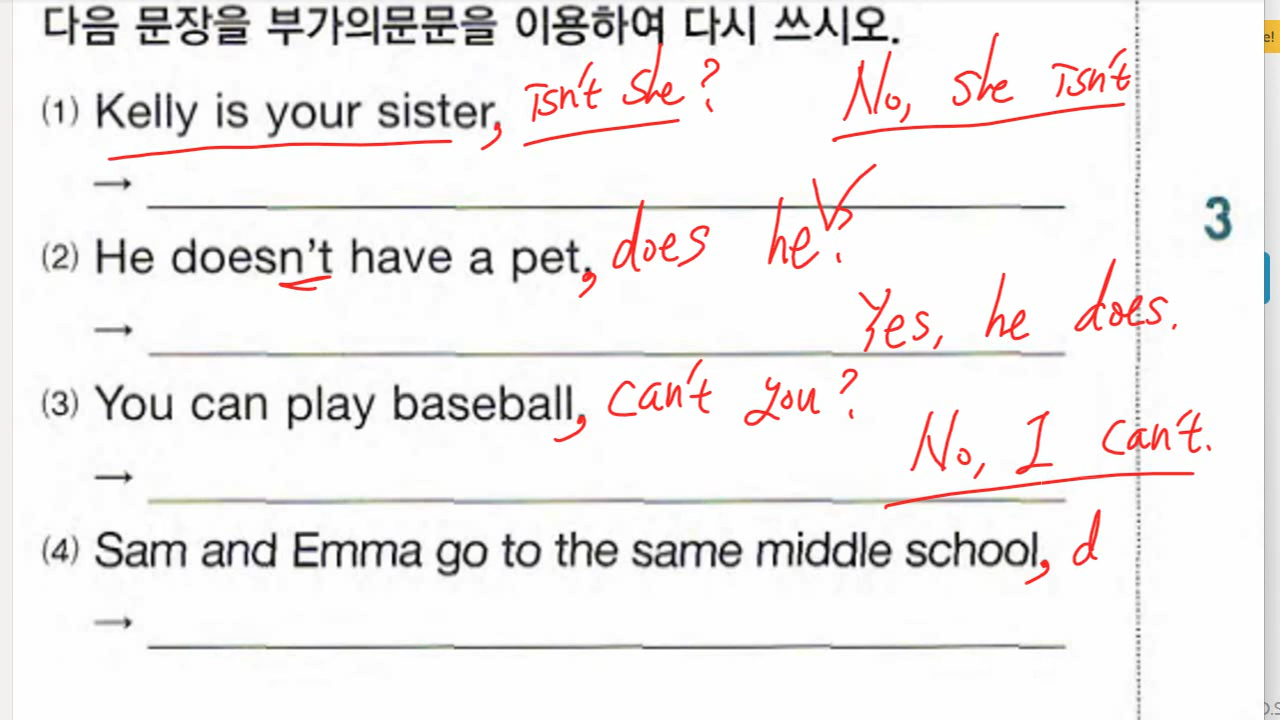 다음 문장을 부가의문문을 이용하여 다시 쓰시오.
(1) Kelly is your sister, isn't she? No, she isn't
→
3
(2) He doesn't have a pet, does he?
→ Yes, he does.
(3) You can play baseball, can't you?
→ No, I can't.
(4) Sam and Emma go to the same middle school, d
→